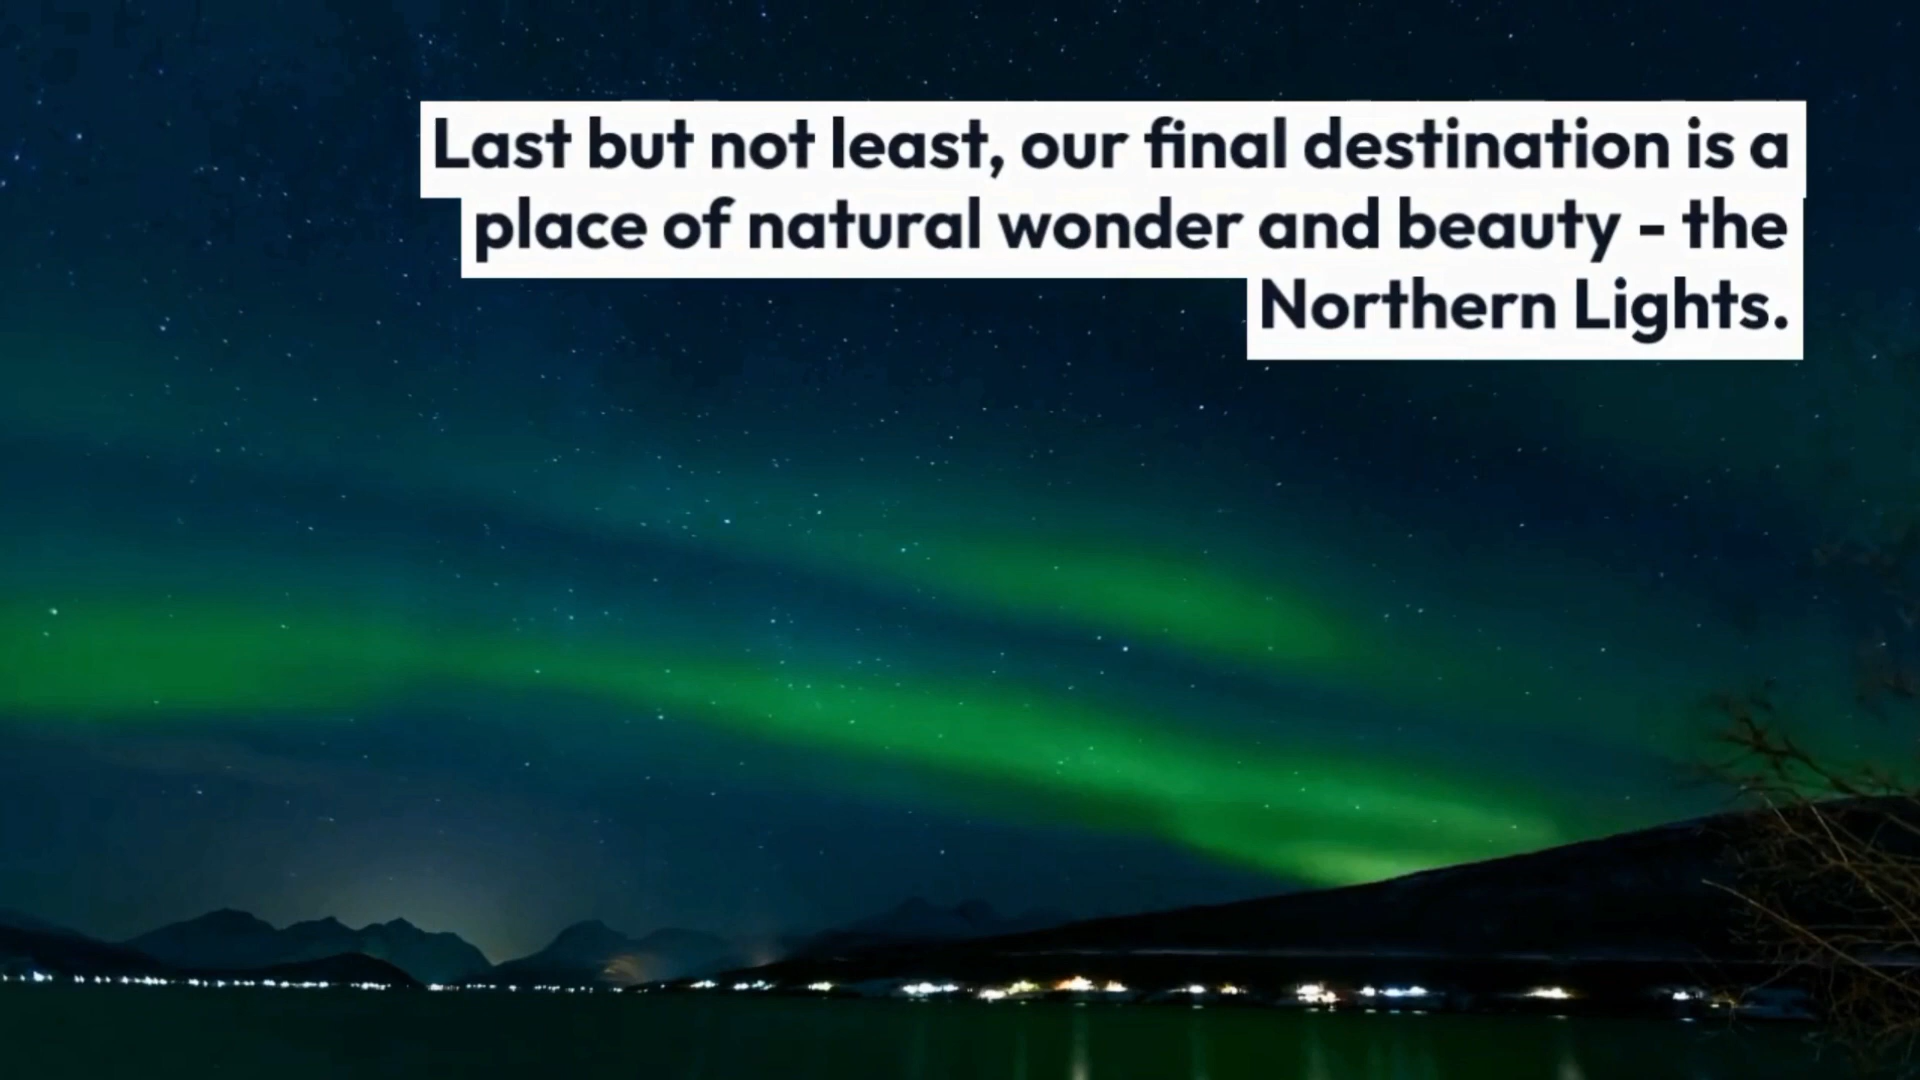 Last but not least, our final destination is a
place of natural wonder and beauty - the
Northern Lights.